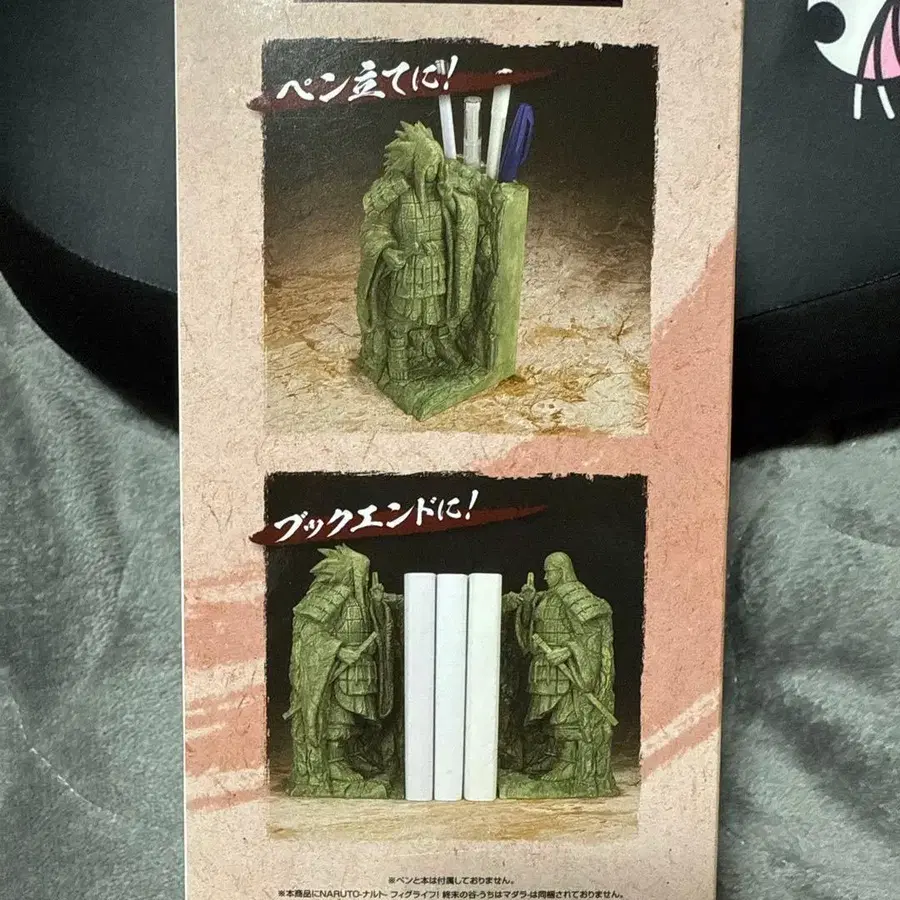 ペン立てに!
ブックエンドに!
※ペンと本は付属しておりません。
※本商品にNARUTO-ナルト- フィグライフ! 終末の谷-うちはマダラ-は同梱されておりません。